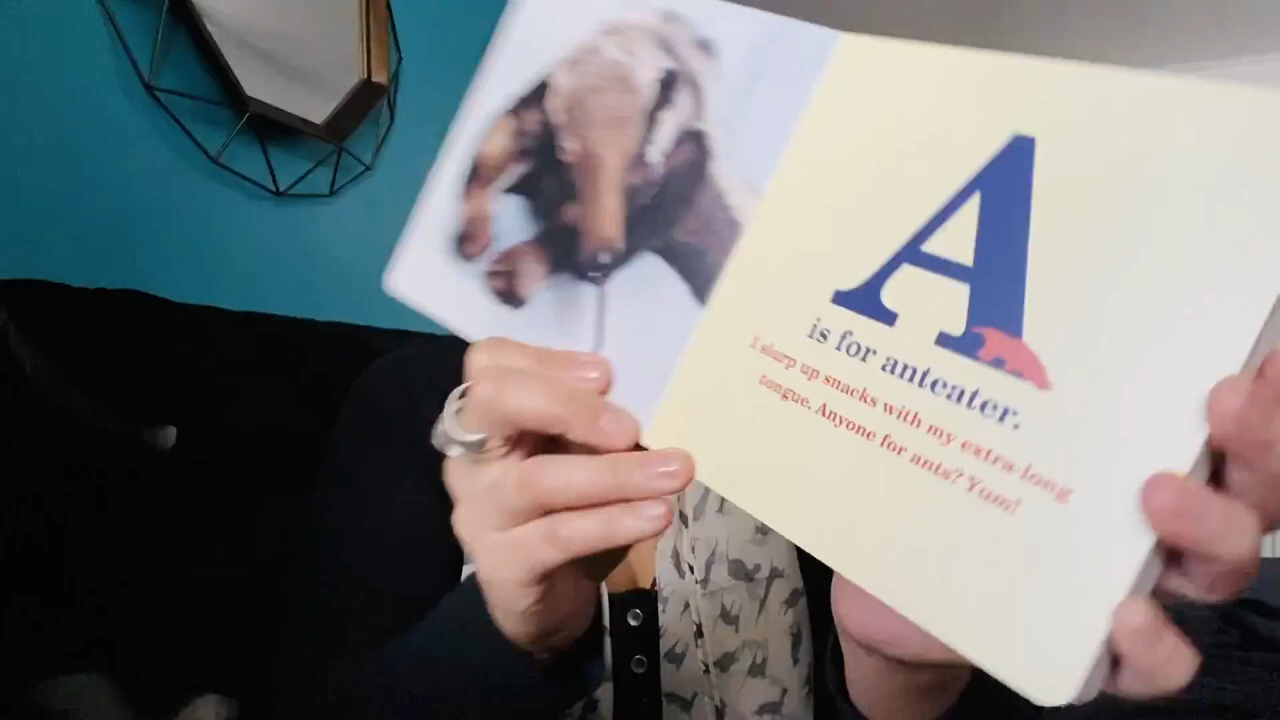 A
is for anteater.
I slurp up snacks with my extra-long
tongue. Anyone for ants? Yum!